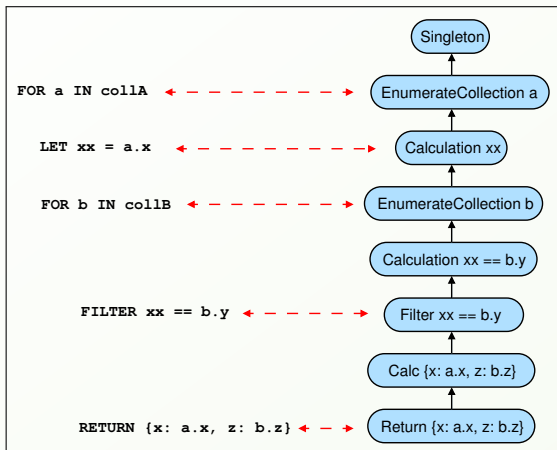 Singleton
FOR a IN collA
EnumerateCollection a
LET xx = a.x
Calculation xx
FOR b IN collB
EnumerateCollection b
Calculation xx == b.y
FILTER xx == b.y
Filter xx == b.y
Calc {x: a.x, z: b.z}
RETURN {x: a.x, z: b.z}
Return {x: a.x, z: b.z}